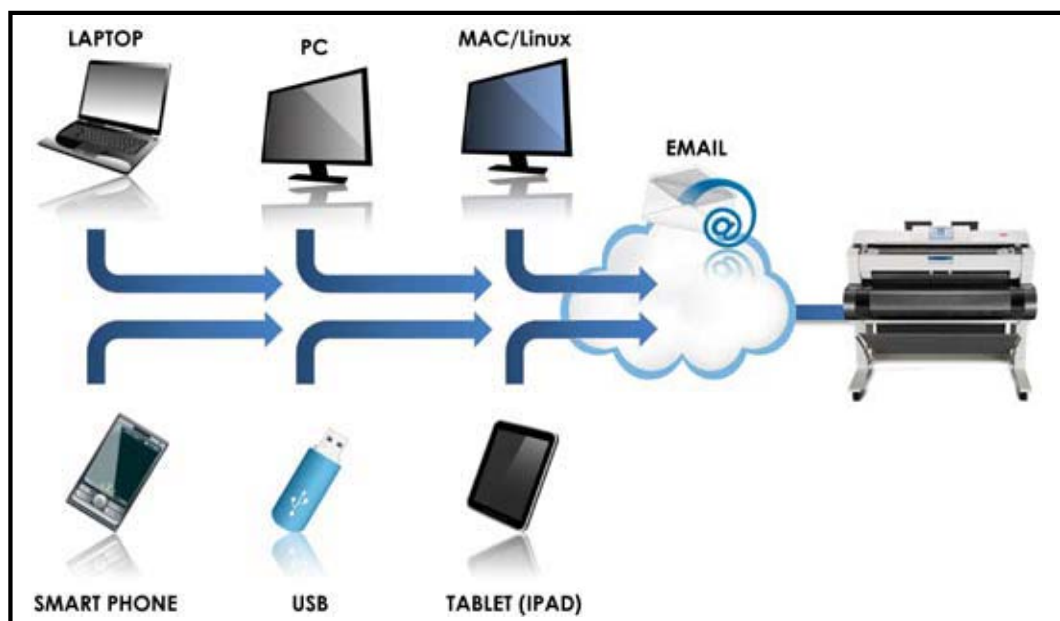 LAPTOP
PC
MAC/Linux
EMAIL
@
SMART PHONE
USB
TABLET (IPAD)